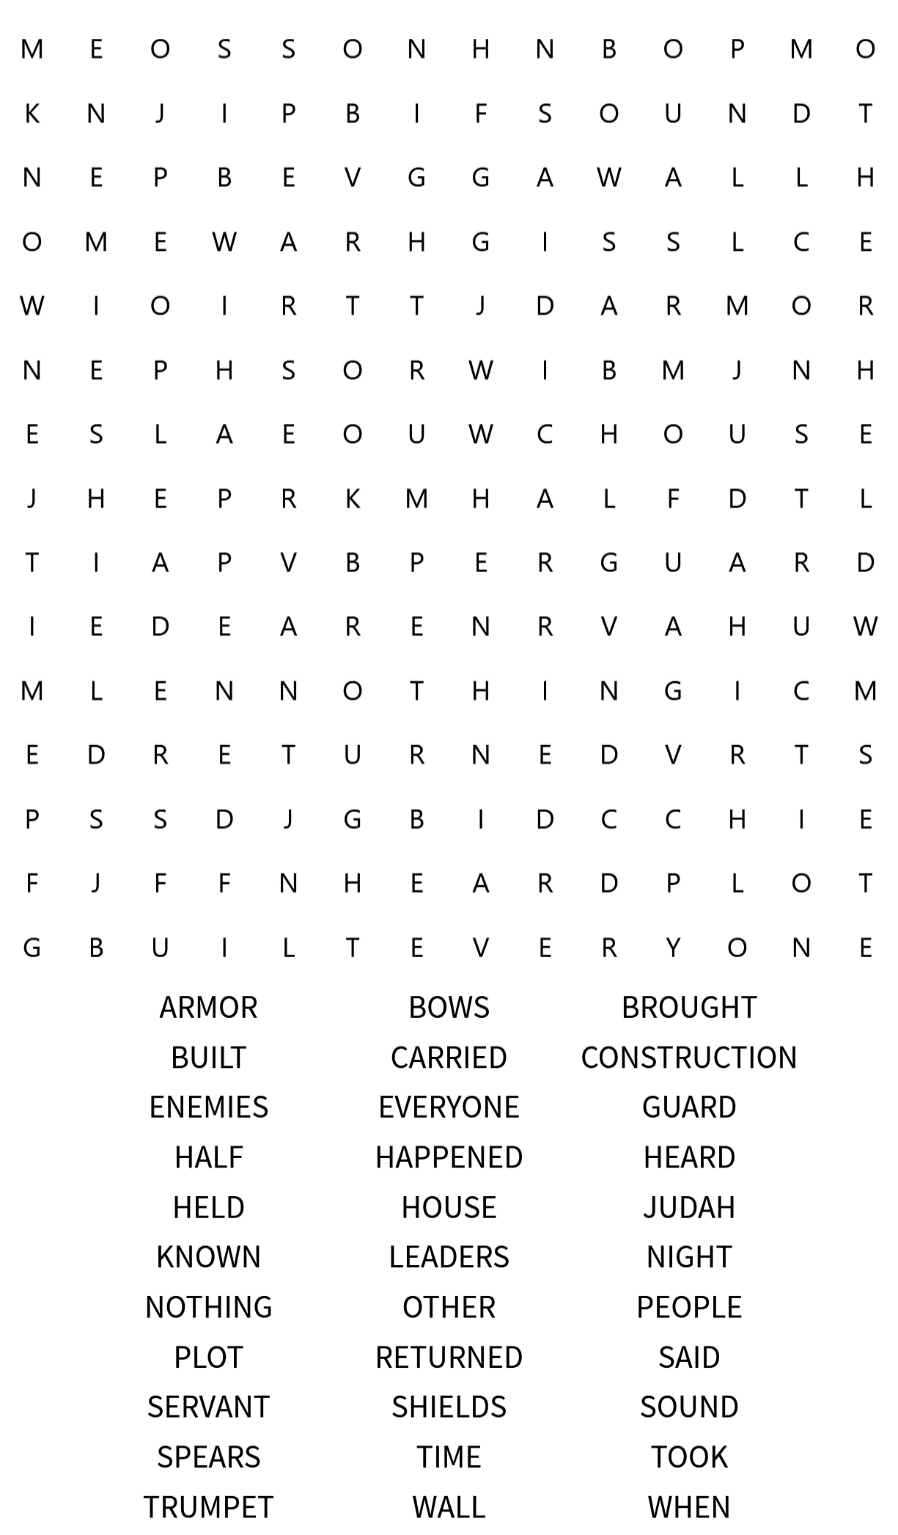 M E O S S O N H N B O P M O
K N J I P B I F S O U N D T
N E P B E V G G A W A L L H
O M E W A R H G I S S L C E
W I O I R T T J D A R M O R
N E P H S O R W I B M J N H
E S L A E O U W C H O U S E
J H E P R K M H A L F D T L
T I A P V B P E R G U A R D
I E D E A R E N R V A H U W
M L E N N O T H I N G I C M
E D R E T U R N E D V R T S
P S S D J G B I D C C H I E
F J F F N H E A R D P L O T
G B U I L T E V E R Y O N E
ARMOR BOWS BROUGHT
BUILT CARRIED CONSTRUCTION
ENEMIES EVERYONE GUARD
HALF HAPPENED HEARD
HELD HOUSE JUDAH
KNOWN LEADERS NIGHT
NOTHING OTHER PEOPLE
PLOT RETURNED SAID
SERVANT SHIELDS SOUND
SPEARS TIME TOOK
TRUMPET WALL WHEN